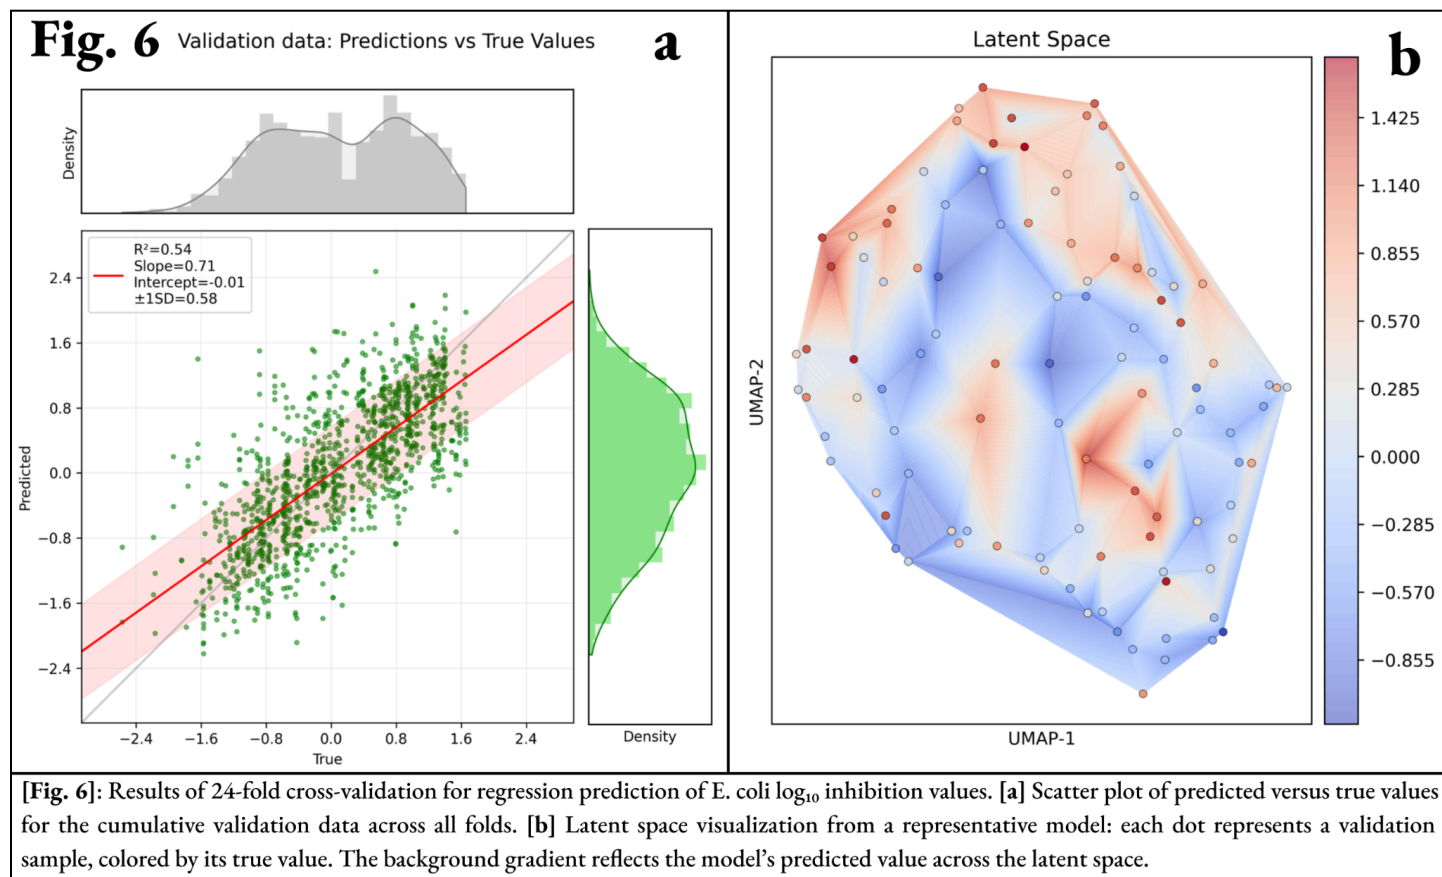 Fig. 6
Validation data: Predictions vs True Values
a
Density
R²=0.54
Slope=0.71
Intercept=-0.01
±1SD=0.58
2.4
1.6
0.8
0.0
−0.8
−1.6
−2.4
Predicted
−2.4 −1.6 −0.8 0.0 0.8 1.6 2.4
True
Density
Latent Space
b
UMAP-2
UMAP-1
1.425
1.140
0.855
0.570
0.285
0.000
−0.285
−0.570
−0.855
[Fig. 6]: Results of 24-fold cross-validation for regression prediction of E. coli log₁₀ inhibition values. [a] Scatter plot of predicted versus true values
for the cumulative validation data across all folds. [b] Latent space visualization from a representative model: each dot represents a validation
sample, colored by its true value. The background gradient reflects the model's predicted value across the latent space.